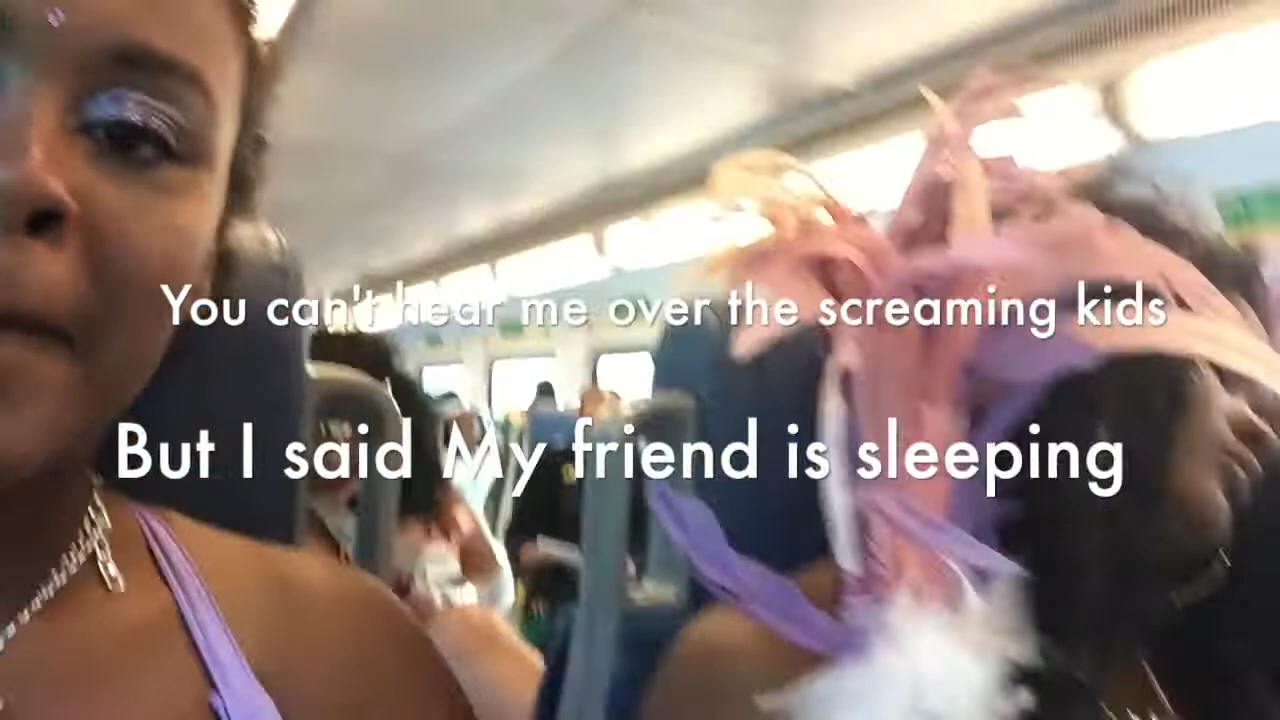 You can't hear me over the screaming kids
But I said My friend is sleeping